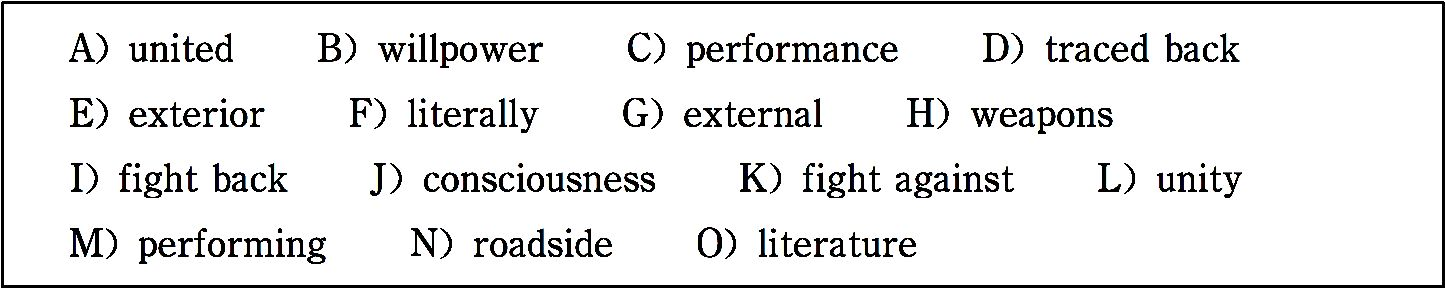 A) united B) willpower C) performance D) traced back
E) exterior F) literally G) external H) weapons
I) fight back J) consciousness K) fight against L) unity
M) performing N) roadside O) literature